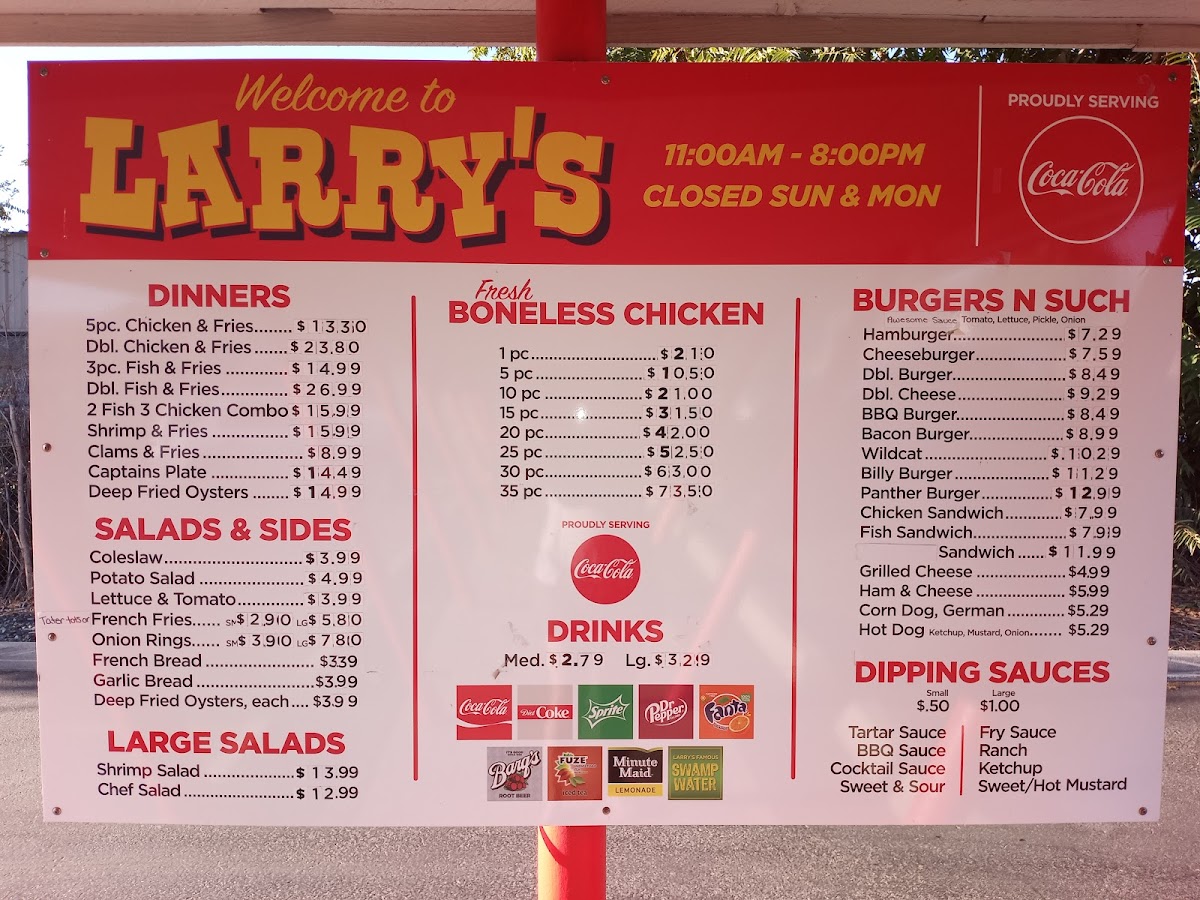 Welcome to
LARRY'S
11:00AM - 8:00PM
CLOSED SUN & MON
PROUDLY SERVING
Coca-Cola
DINNERS
5pc. Chicken & Fries........ $ 13.30
Dbl. Chicken & Fries ....... $ 23.80
3pc. Fish & Fries ............. $ 14.99
Dbl. Fish & Fries.............. $ 26.99
2 Fish 3 Chicken Combo $ 15.99
Shrimp & Fries ................ $ 15.99
Clams & Fries .................. $ 8.99
Captains Plate ................ $ 14.49
Deep Fried Oysters ........ $ 14.99
SALADS & SIDES
Coleslaw............................ $ 3.99
Potato Salad ..................... $ 4.99
Lettuce & Tomato............. $ 3.99
Tater tots or French Fries...... SM $ 2.90 LG $ 5.80
Onion Rings...... SM $ 3.90 LG $ 7.80
French Bread ...................... $339
Garlic Bread ........................ $3.99
Deep Fried Oysters, each.... $3.99
LARGE SALADS
Shrimp Salad ..................... $ 13.99
Chef Salad ......................... $ 12.99
Fresh
BONELESS CHICKEN
1 pc............................. $ 2.10
5 pc............................. $ 10.50
10 pc .......................... $ 21.00
15 pc........................... $ 31.50
20 pc.......................... $ 42.00
25 pc .......................... $ 52.50
30 pc .......................... $ 63.00
35 pc .......................... $ 73.50
PROUDLY SERVING
Coca-Cola
DRINKS
Med. $ 2.79 Lg. $ 3.29
Coca-Cola
Diet Coke
Sprite
Dr Pepper
Fanta
Barq's
ROOT BEER
FUZE
ICED TEA
Minute Maid
LEMONADE
LARRY'S FAMOUS
SWAMP WATER
BURGERS N SUCH
Awesome Sauce Tomato, Lettuce, Pickle, Onion
Hamburger............................ $ 7.29
Cheeseburger....................... $ 7.59
Dbl. Burger............................ $ 8.49
Dbl. Cheese .......................... $ 9.29
BBQ Burger........................... $ 8.49
Bacon Burger........................ $ 8.99
Wildcat ................................. $ .10.29
Billy Burger .......................... $ 11.29
Panther Burger ................... $ 12.99
Chicken Sandwich............... $ 7.99
Fish Sandwich...................... $ 7.99
Sandwich ...... $ 11.99
Grilled Cheese ..................... $4.99
Ham & Cheese ..................... $5.99
Corn Dog, German .............. $5.29
Hot Dog Ketchup, Mustard, Onion....... $5.29
DIPPING SAUCES
Small Large
$.50 $1.00
Tartar Sauce
BBQ Sauce
Cocktail Sauce
Sweet & Sour
Fry Sauce
Ranch
Ketchup
Sweet/Hot Mustard